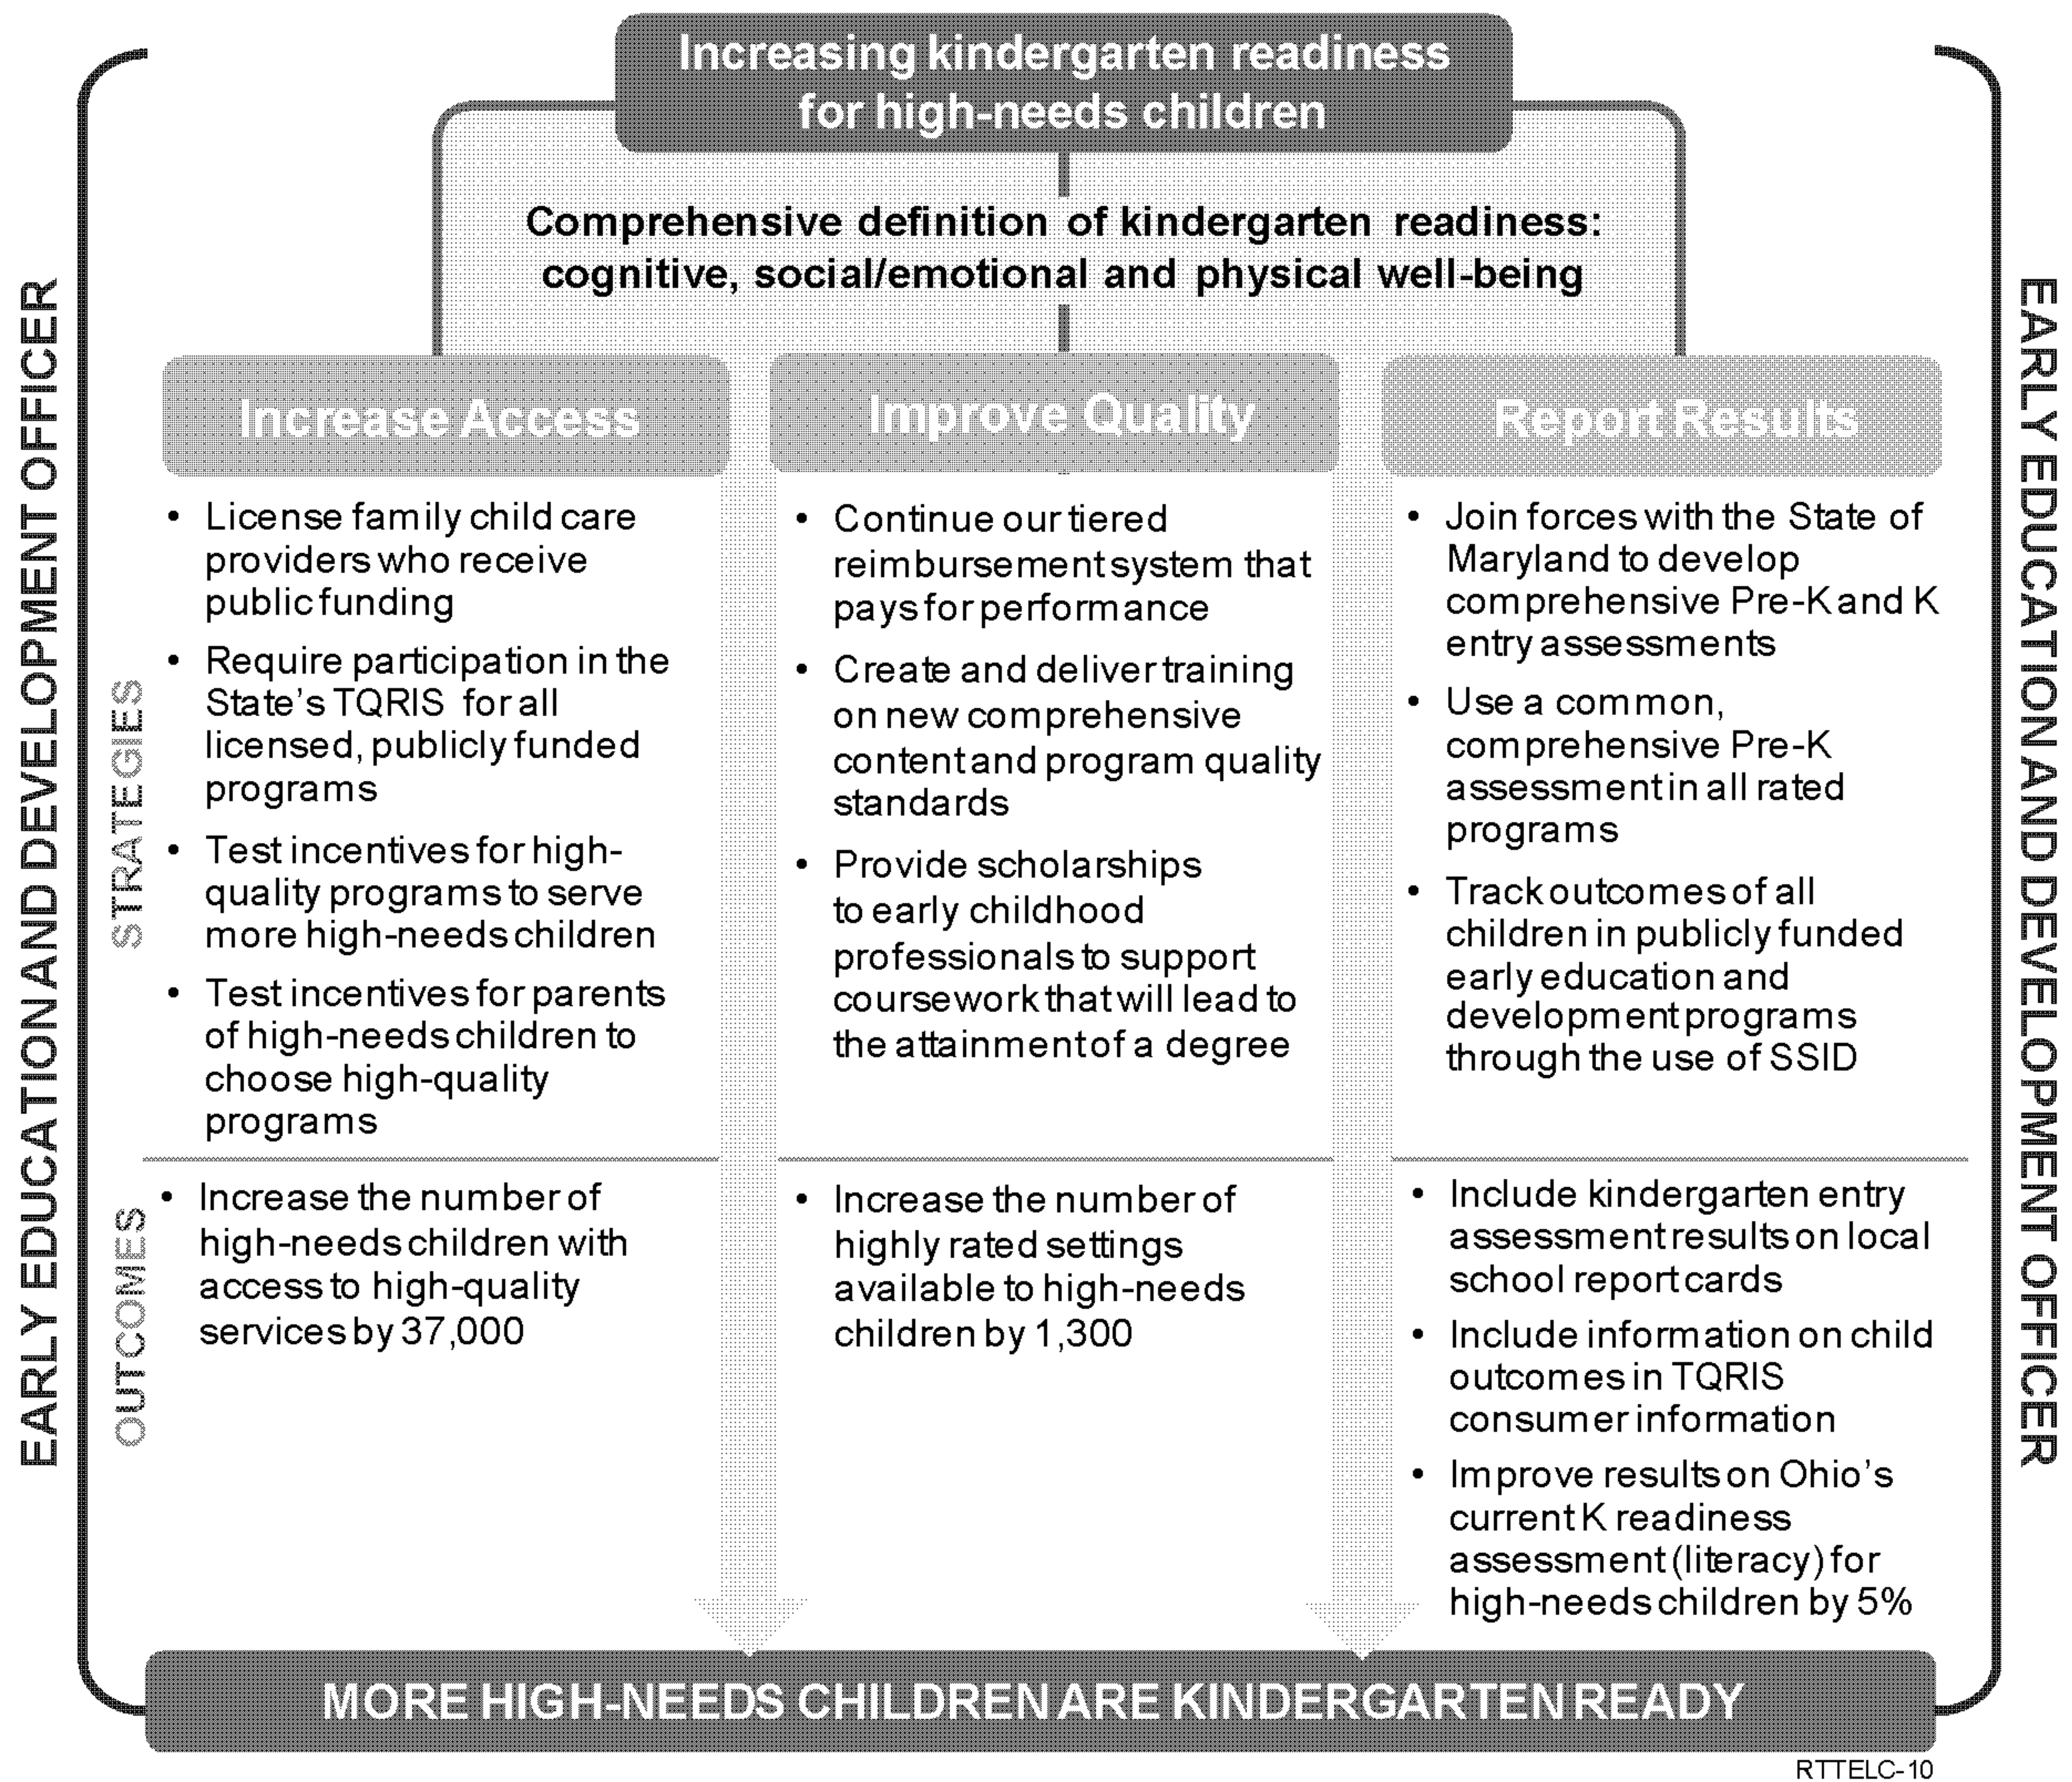 Increasing kindergarten readiness
for high-needs children
Comprehensive definition of kindergarten readiness:
cognitive, social/emotional and physical well-being
EARLY EDUCATION AND DEVELOPMENT OFFICER
STRATEGIES
Increase Access
• License family child care
providers who receive
public funding
• Require participation in the
State's TQRIS for all
licensed, publicly funded
programs
• Test incentives for high-
quality programs to serve
more high-needs children
• Test incentives for parents
of high-needs children to
choose high-quality
programs
Improve Quality
• Continue our tiered
reimbursement system that
pays for performance
• Create and deliver training
on new comprehensive
content and program quality
standards
• Provide scholarships
to early childhood
professionals to support
coursework that will lead to
the attainment of a degree
Report Results
• Join forces with the State of
Maryland to develop
comprehensive Pre-K and K
entry assessments
• Use a common,
comprehensive Pre-K
assessment in all rated
programs
• Track outcomes of all
children in publicly funded
early education and
development programs
through the use of SSID
OUTCOMES
• Increase the number of
high-needs children with
access to high-quality
services by 37,000
• Increase the number of
highly rated settings
available to high-needs
children by 1,300
• Include kindergarten entry
assessment results on local
school report cards
• Include information on child
outcomes in TQRIS
consumer information
• Improve results on Ohio's
current K readiness
assessment (literacy) for
high-needs children by 5%
EARLY EDUCATION AND DEVELOPMENT OFFICER
MORE HIGH-NEEDS CHILDREN ARE KINDERGARTEN READY
RTTELC-10